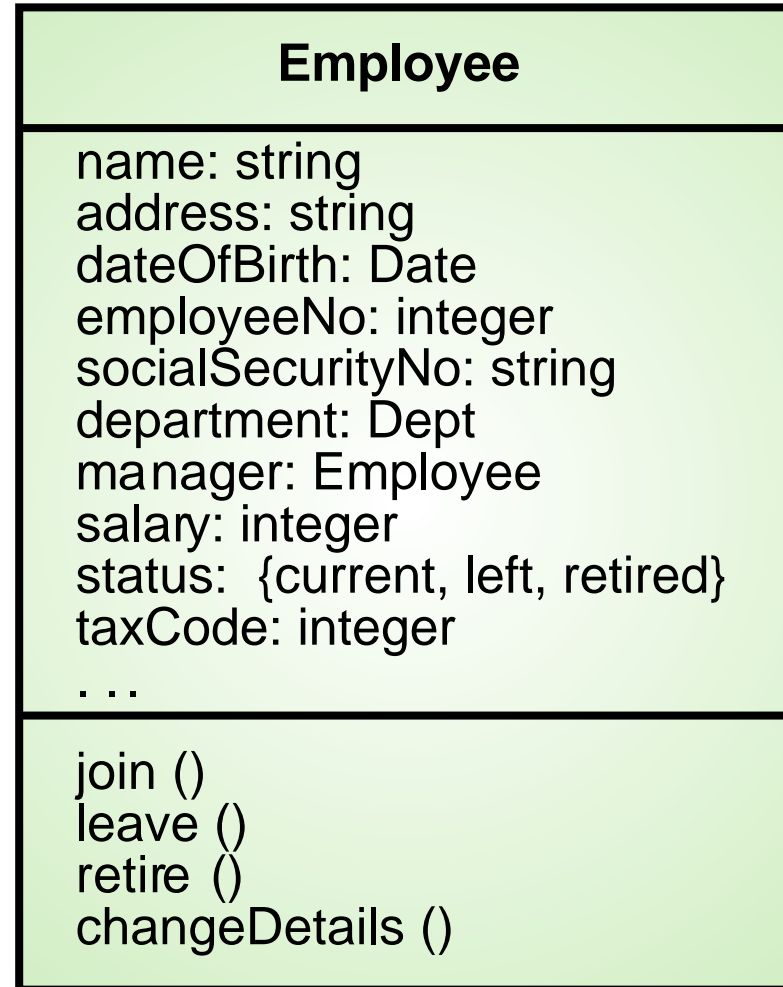 Employee
name: string
address: string
dateOfBirth: Date
employeeNo: integer
socialSecurityNo: string
department: Dept
manager: Employee
salary: integer
status:  {current, left, retired}
taxCode: integer
. . .
join ()
leave ()
retire ()
changeDetails ()